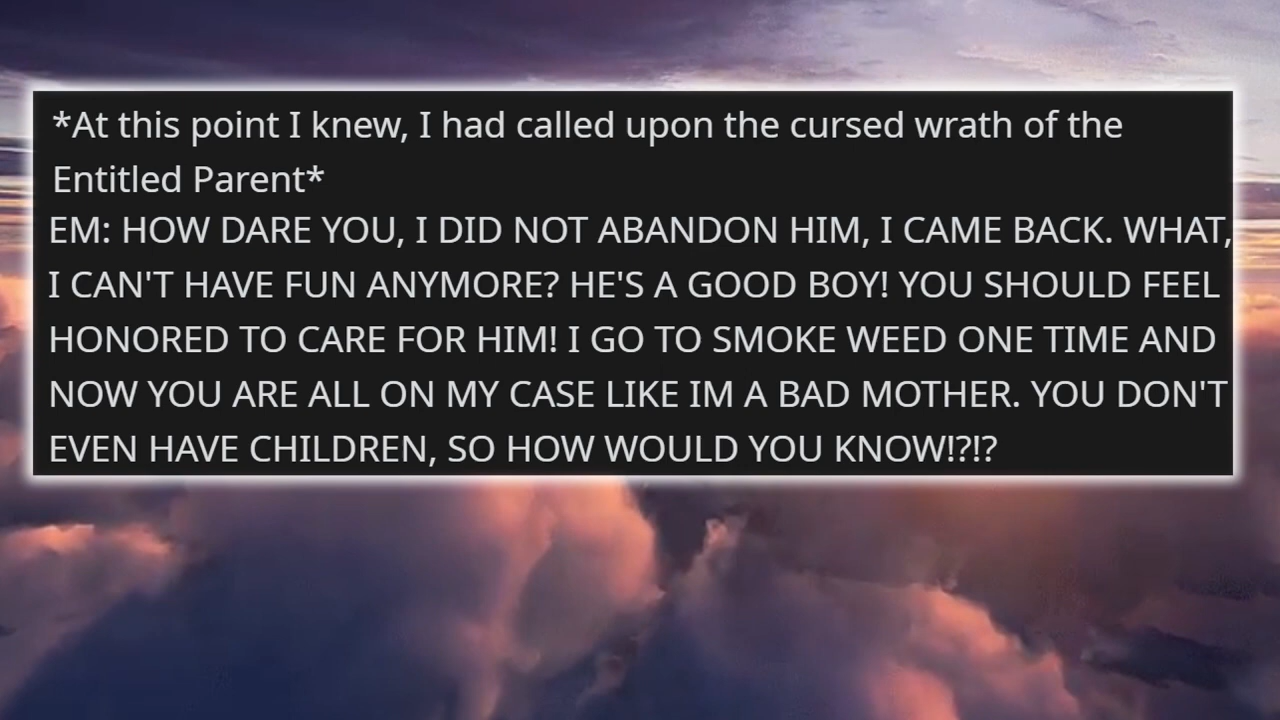 *At this point I knew, I had called upon the cursed wrath of the
Entitled Parent*
EM: HOW DARE YOU, I DID NOT ABANDON HIM, I CAME BACK. WHAT,
I CAN'T HAVE FUN ANYMORE? HE'S A GOOD BOY! YOU SHOULD FEEL
HONORED TO CARE FOR HIM! I GO TO SMOKE WEED ONE TIME AND
NOW YOU ARE ALL ON MY CASE LIKE IM A BAD MOTHER. YOU DON'T
EVEN HAVE CHILDREN, SO HOW WOULD YOU KNOW!?!?